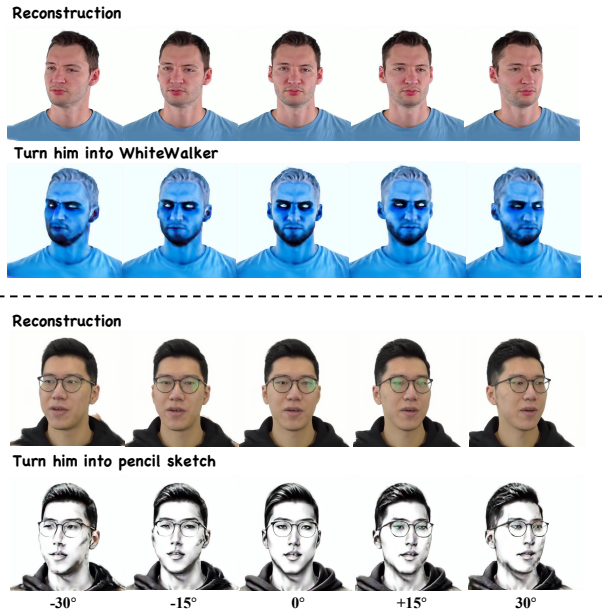 Reconstruction
Turn him into WhiteWalker
Reconstruction
Turn him into pencil sketch
-30° -15° 0° +15° 30°